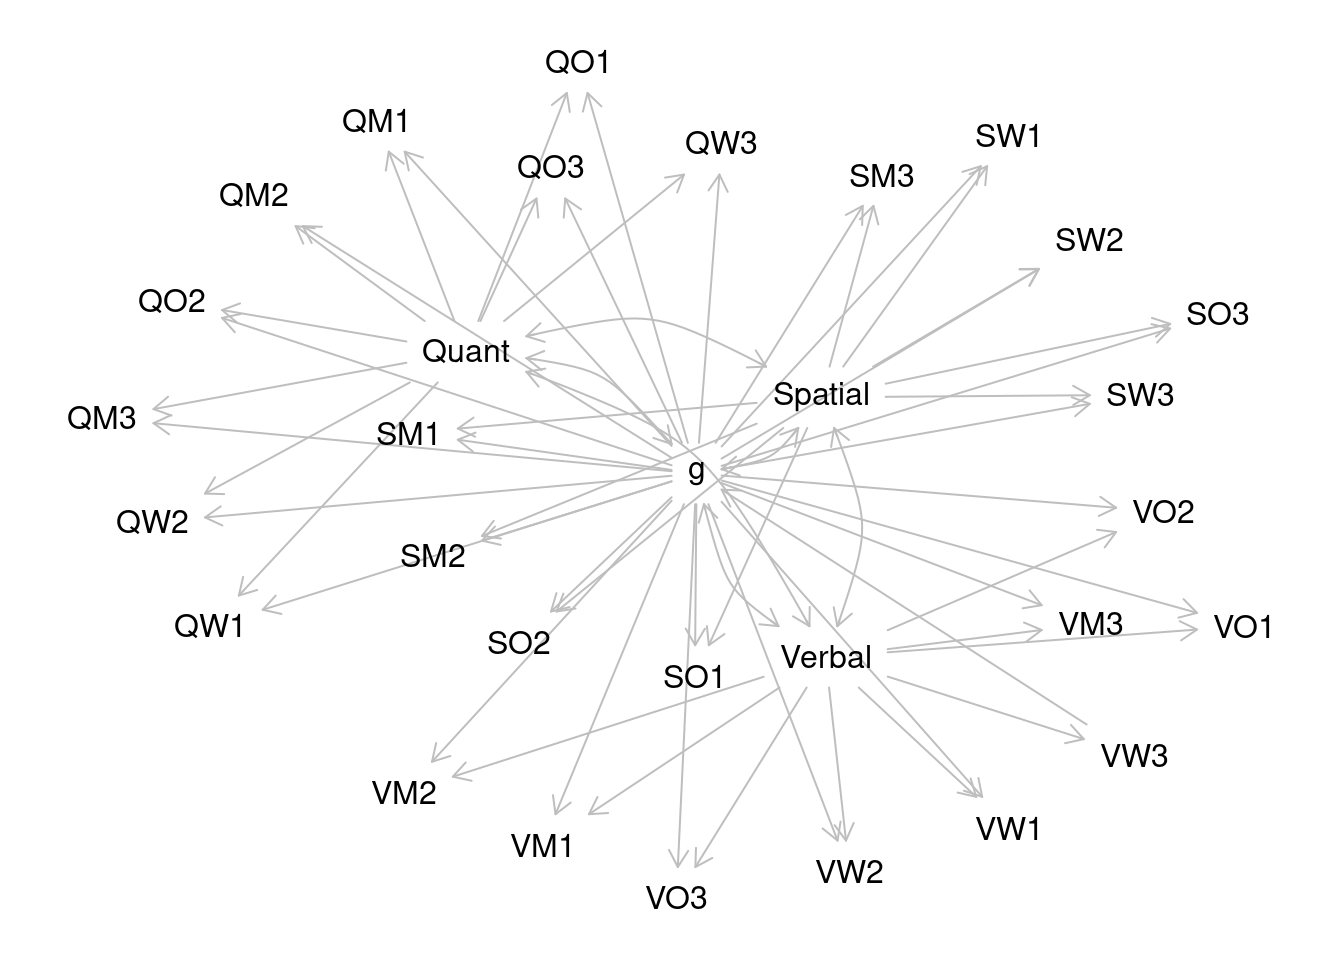 QO1
QM1
SW1
QW3
QO3
SM3
QM2
SW2
QO2
SO3
Quant
Spatial
SW3
QM3
SM1
g
VO2
QW2
SM2
QW1
VM3
VO1
SO2
Verbal
SO1
VW3
VM2
VW1
VM1
VW2
VO3